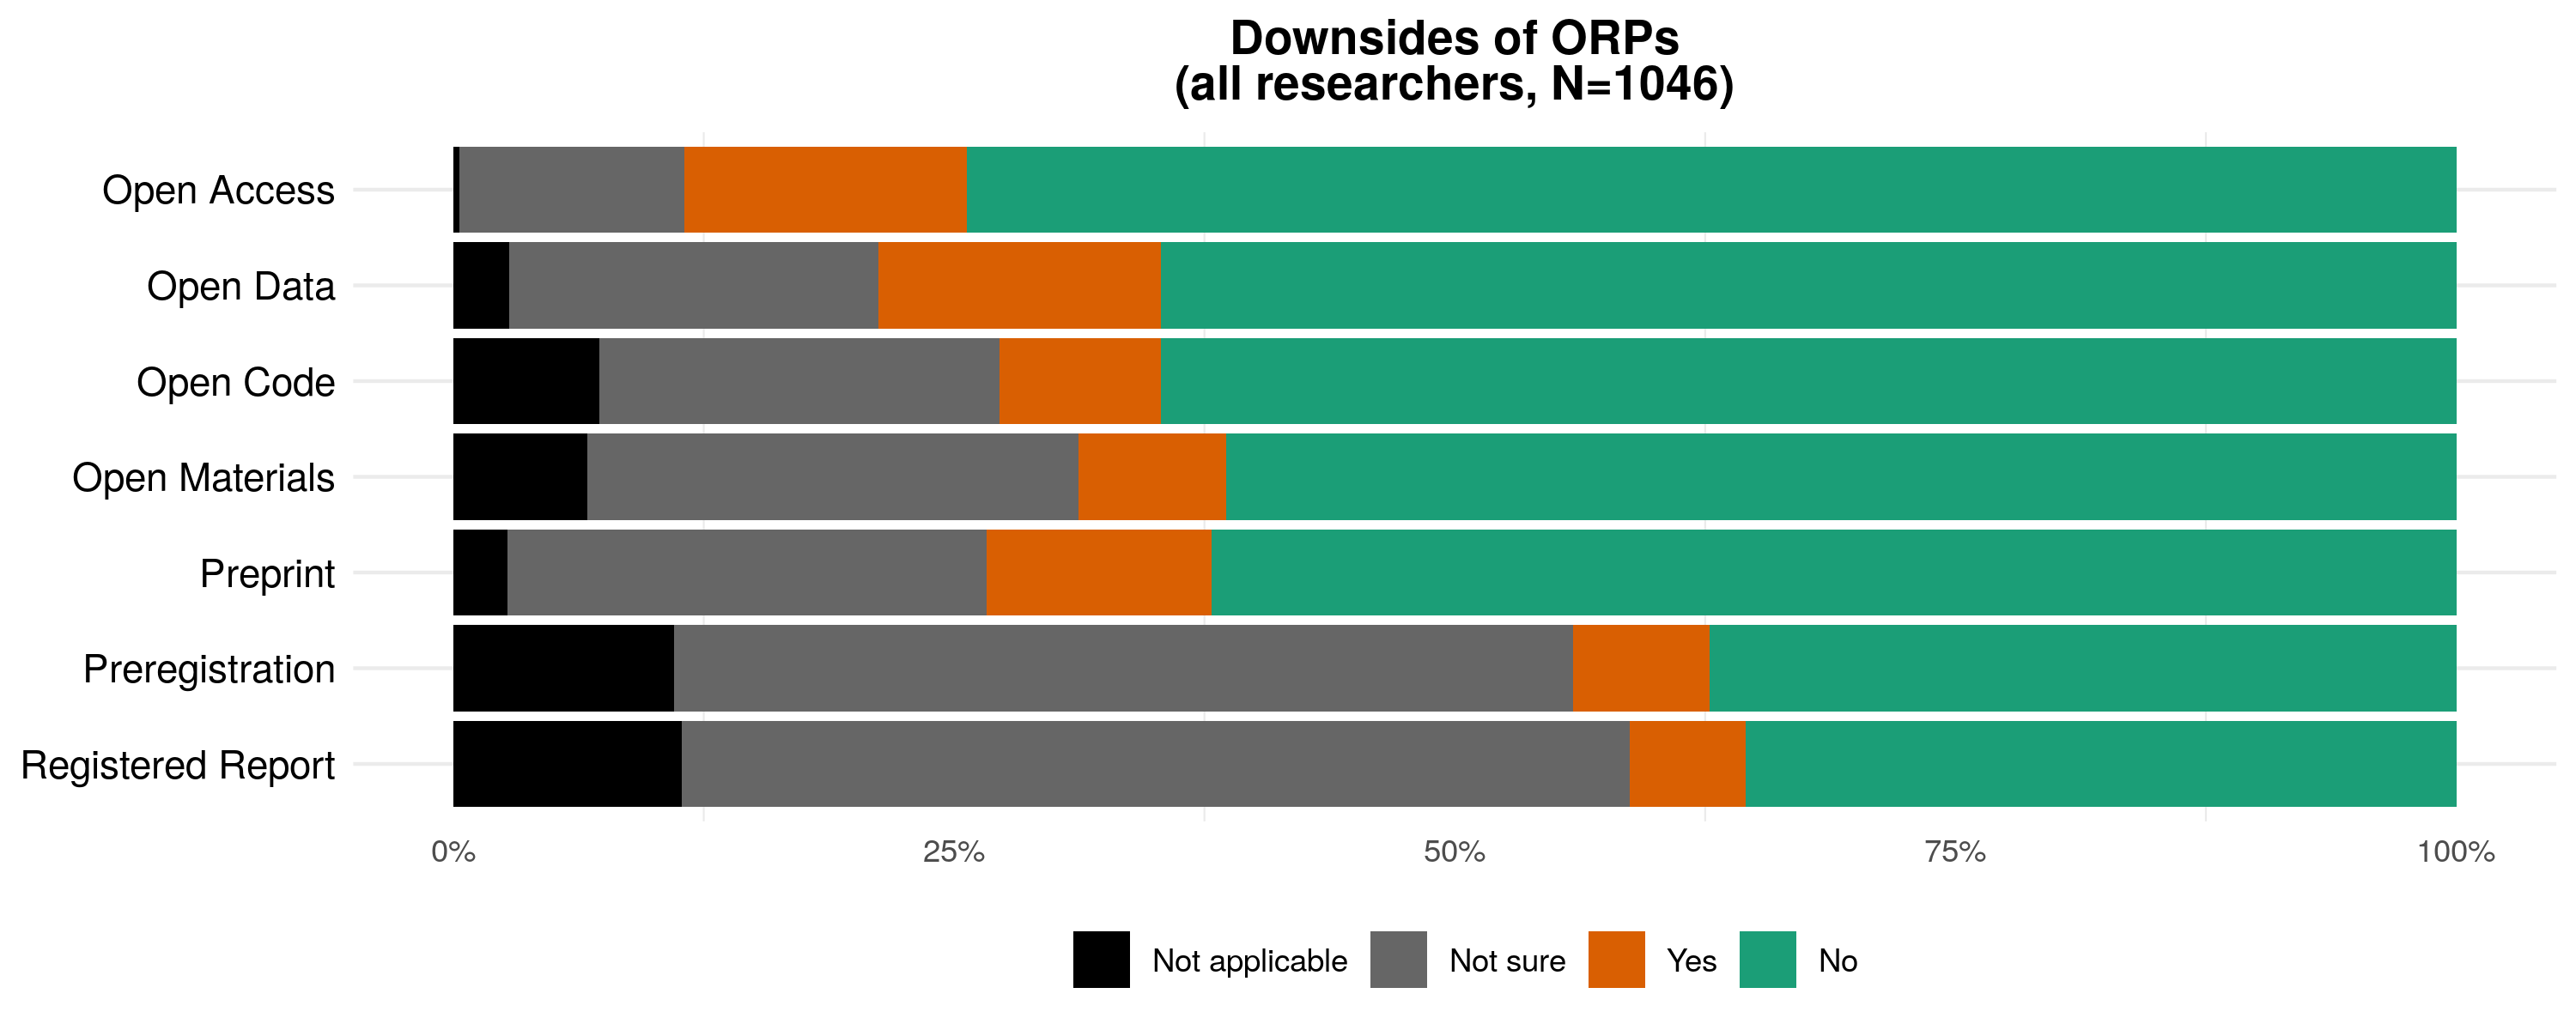 Downsides of ORPs
(all researchers, N=1046)
Open Access
Open Data
Open Code
Open Materials
Preprint
Preregistration
Registered Report
0% 25% 50% 75% 100%
Not applicable Not sure Yes No